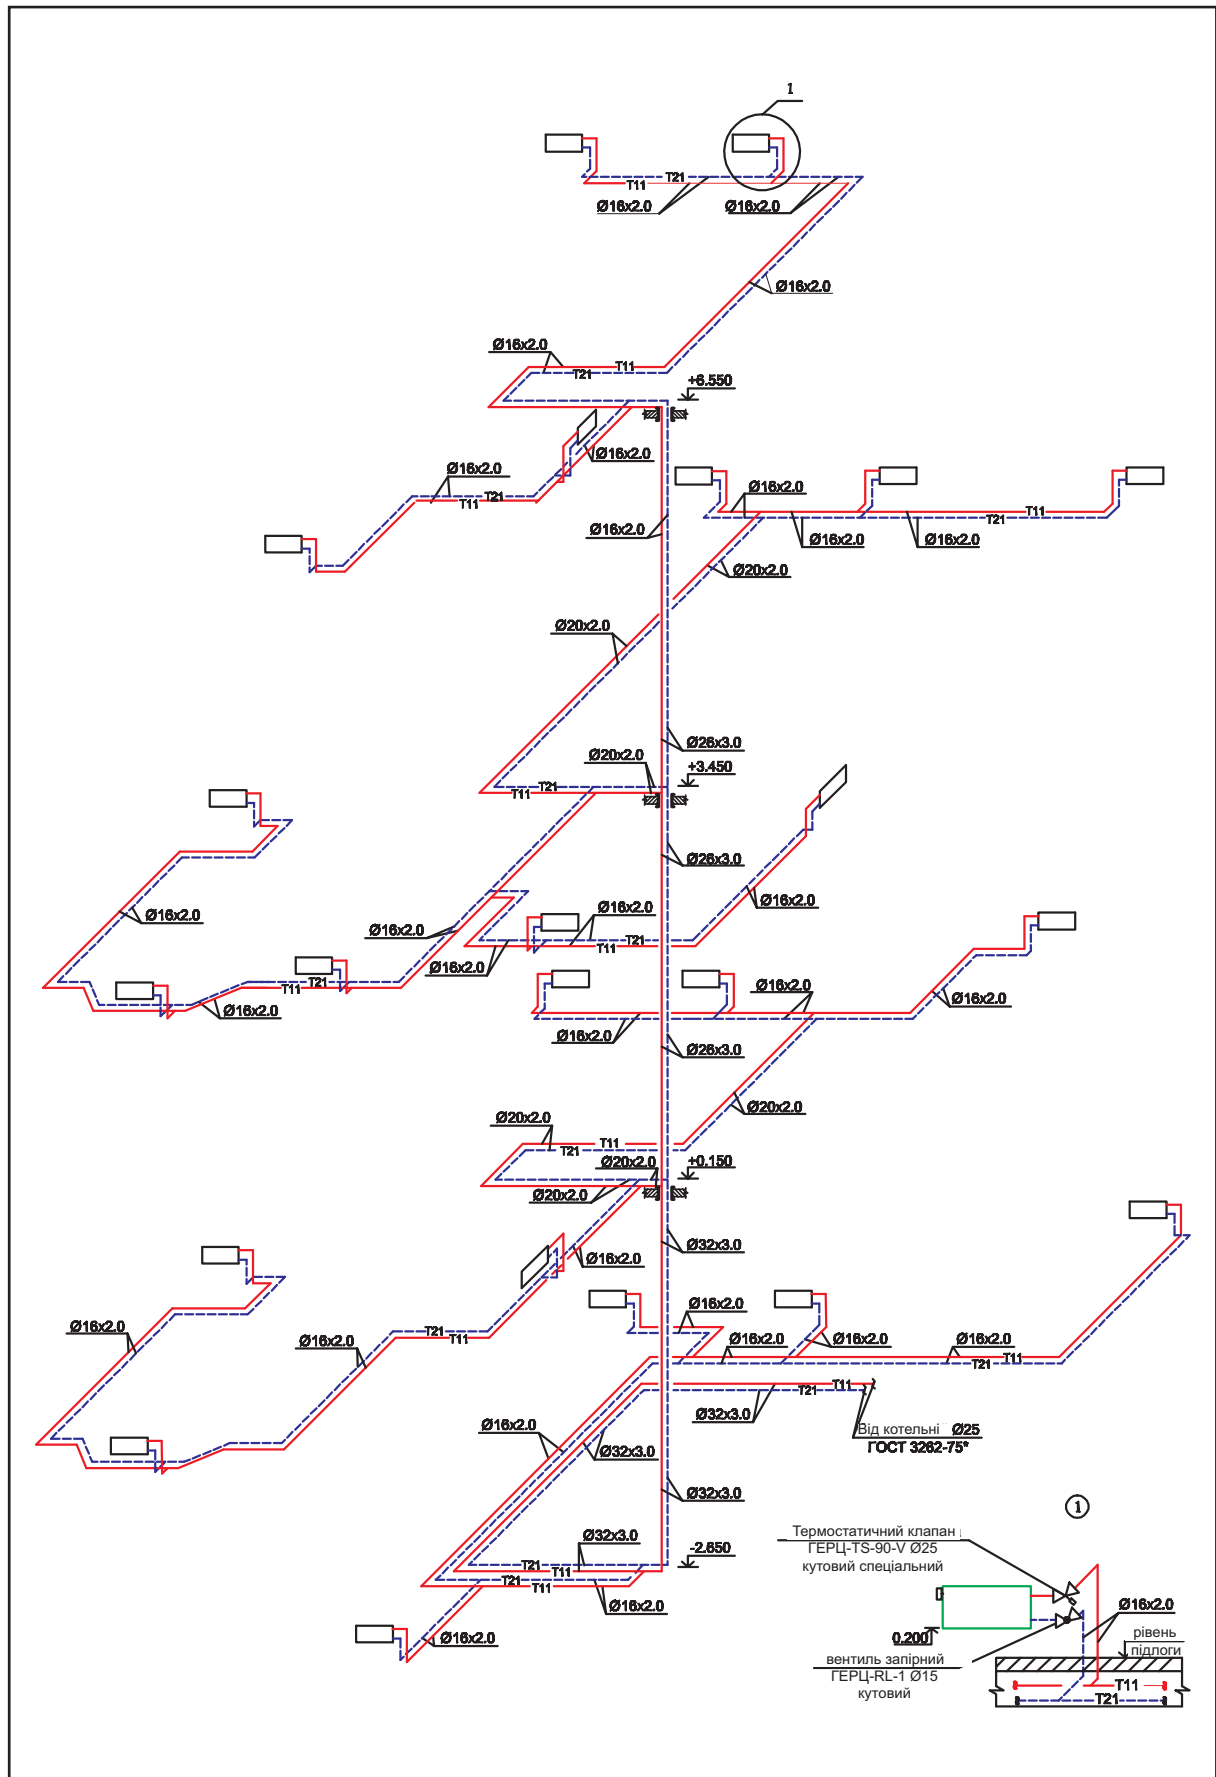 1
T21
T11
Ø16x2.0
Ø16x2.0
Ø16x2.0
Ø16x2.0
T11
T21
+6.550
Ø16x2.0
Ø16x2.0
T21
T11
Ø16x2.0
T11
T21
Ø16x2.0
Ø16x2.0
Ø16x2.0
Ø20x2.0
Ø20x2.0
Ø26x3.0
Ø20x2.0
+3.450
T21
T11
Ø26x3.0
Ø16x2.0
Ø16x2.0
Ø16x2.0
Ø16x2.0
T21
T11
Ø16x2.0
T21
T11
Ø16x2.0
Ø16x2.0
Ø16x2.0
Ø16x2.0
Ø26x3.0
Ø20x2.0
Ø20x2.0
T11
T21
Ø20x2.0
+0.150
Ø20x2.0
Ø32x3.0
Ø16x2.0
Ø16x2.0
Ø16x2.0
Ø16x2.0
T21
T11
Ø16x2.0
Ø16x2.0
Ø16x2.0
T11
T21
T11
T21
Ø32x3.0
Ø16x2.0
Від котельні Ø25
ГОСТ 3262-75*
Ø32x3.0
Ø32x3.0
Ø32x3.0
-2.650
T21
T11
T21
T11
Ø16x2.0
Ø16x2.0
1
Термостатичний клапан
ГЕРЦ-TS-90-V Ø25
кутовий спеціальний
Ø16x2.0
0.200
рівень
підлоги
вентиль запірний
ГЕРЦ-RL-1 Ø15
кутовий
T11
T21